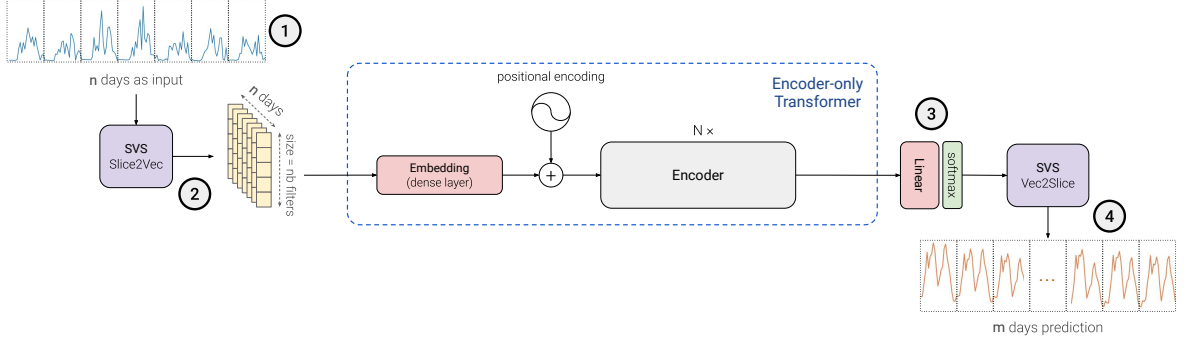 1
n days as input
SVS
Slice2Vec
2
n days
size = nb filters
positional encoding
Encoder-only
Transformer
Embedding
(dense layer)
+
N ×
Encoder
3
Linear
softmax
SVS
Vec2Slice
4
...
m days prediction